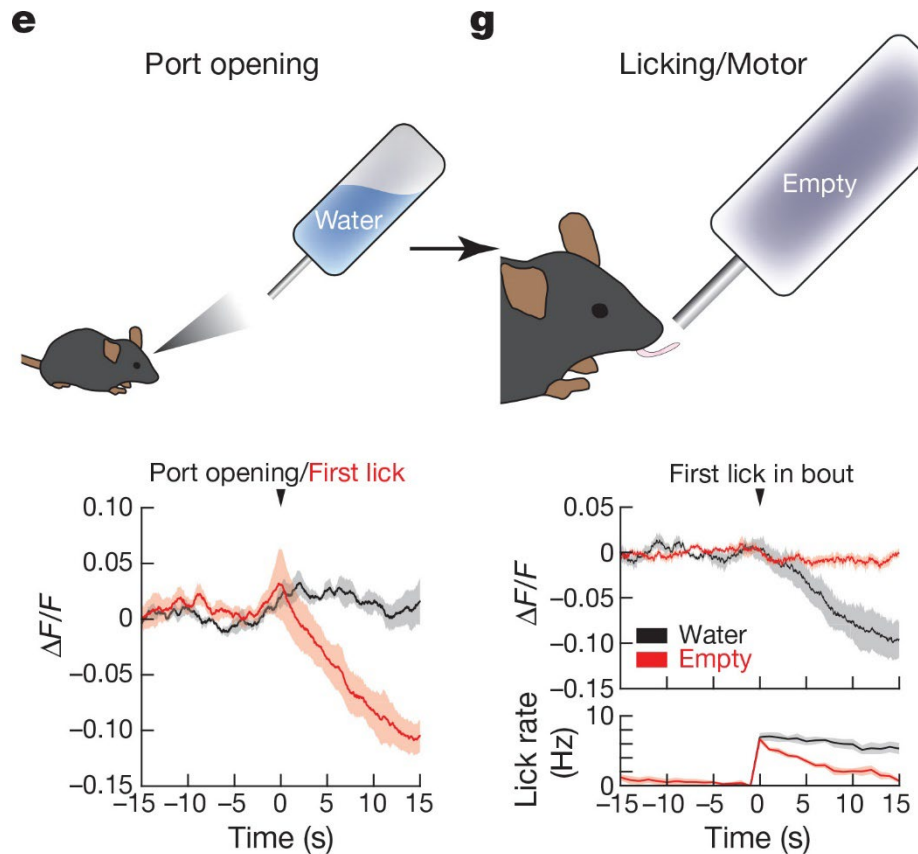 e
Port opening
Water
Port opening/First lick
0.10
0.05
0
−0.05
−0.10
−0.15
ΔF/F
−15 −10 −5 0 5 10 15
Time (s)
g
Licking/Motor
Empty
First lick in bout
0.05
0
−0.05
−0.10
−0.15
ΔF/F
Water
Empty
10
0
Lick rate
(Hz)
−15 −10 −5 0 5 10 15
Time (s)